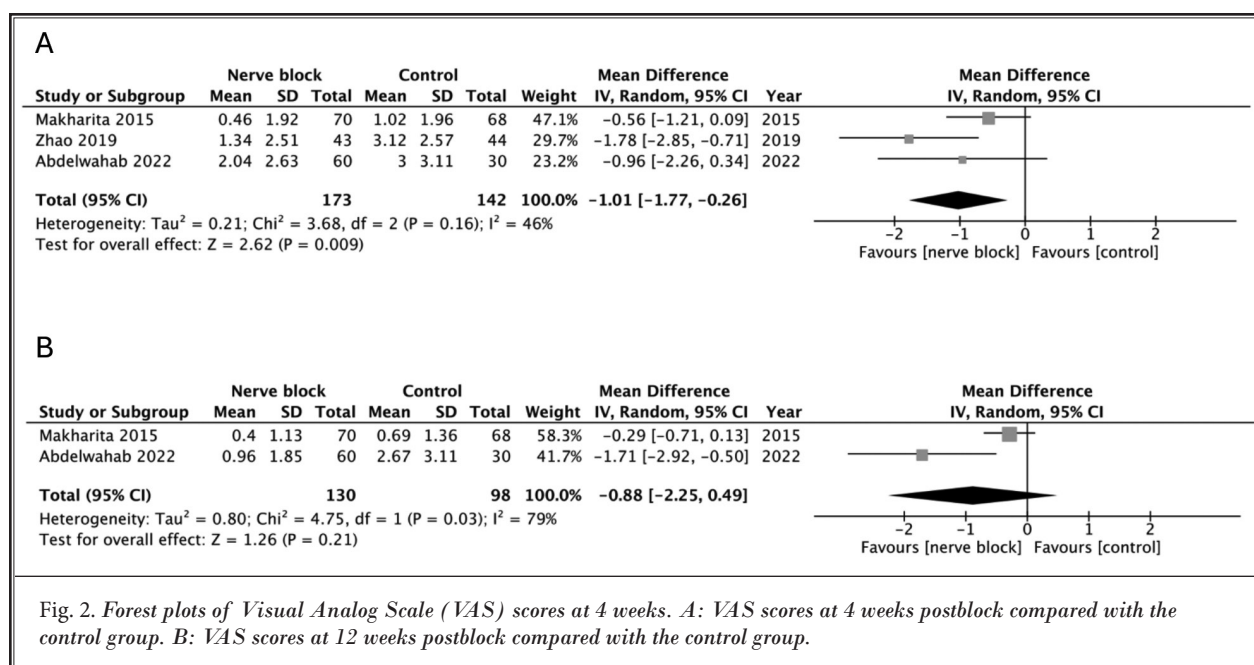 A
Nerve block Control Mean Difference Mean Difference
Study or Subgroup Mean SD Total Mean SD Total Weight IV, Random, 95% CI Year IV, Random, 95% CI
Makharita 2015 0.46 1.92 70 1.02 1.96 68 47.1% −0.56 [−1.21, 0.09] 2015
Zhao 2019 1.34 2.51 43 3.12 2.57 44 29.7% −1.78 [−2.85, −0.71] 2019
Abdelwahab 2022 2.04 2.63 60 3 3.11 30 23.2% −0.96 [−2.26, 0.34] 2022
Total (95% CI) 173 142 100.0% −1.01 [−1.77, −0.26]
Heterogeneity: Tau² = 0.21; Chi² = 3.68, df = 2 (P = 0.16); I² = 46%
Test for overall effect: Z = 2.62 (P = 0.009)
−2 −1 0 1 2
Favours [nerve block] Favours [control]
B
Nerve block Control Mean Difference Mean Difference
Study or Subgroup Mean SD Total Mean SD Total Weight IV, Random, 95% CI Year IV, Random, 95% CI
Makharita 2015 0.4 1.13 70 0.69 1.36 68 58.3% −0.29 [−0.71, 0.13] 2015
Abdelwahab 2022 0.96 1.85 60 2.67 3.11 30 41.7% −1.71 [−2.92, −0.50] 2022
Total (95% CI) 130 98 100.0% −0.88 [−2.25, 0.49]
Heterogeneity: Tau² = 0.80; Chi² = 4.75, df = 1 (P = 0.03); I² = 79%
Test for overall effect: Z = 1.26 (P = 0.21)
−2 −1 0 1 2
Favours [nerve block] Favours [control]
Fig. 2. Forest plots of Visual Analog Scale (VAS) scores at 4 weeks. A: VAS scores at 4 weeks postblock compared with the
control group. B: VAS scores at 12 weeks postblock compared with the control group.